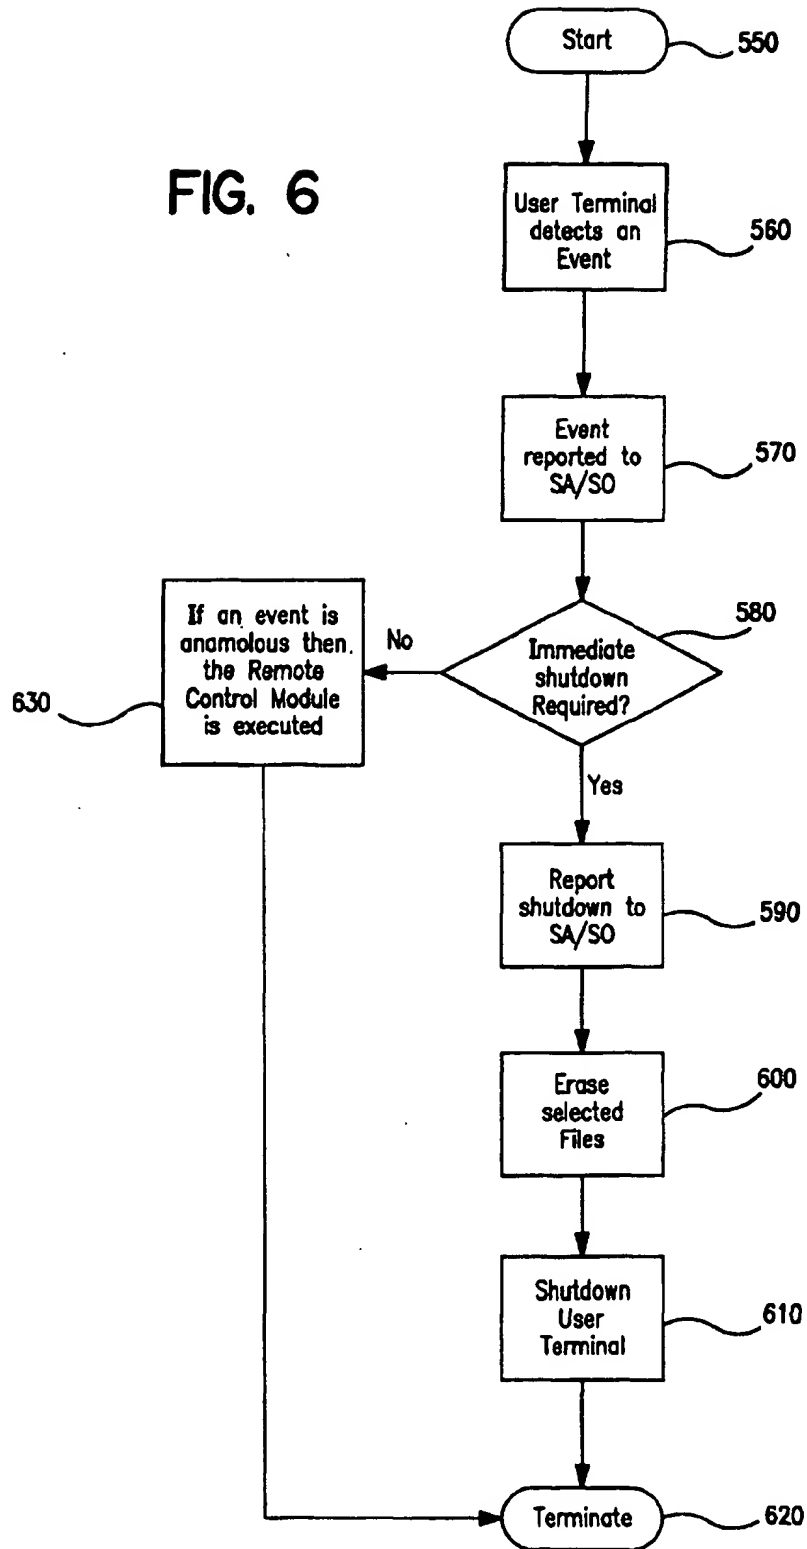 FIG. 6
Start
550
User Terminal
detects an
Event
560
Event
reported to
SA/SO
570
Immediate
shutdown
Required?
580
No
If an event is
anamolous then
the Remote
Control Module
is executed
630
Yes
Report
shutdown to
SA/SO
590
Erase
selected
Files
600
Shutdown
User
Terminal
610
Terminate
620